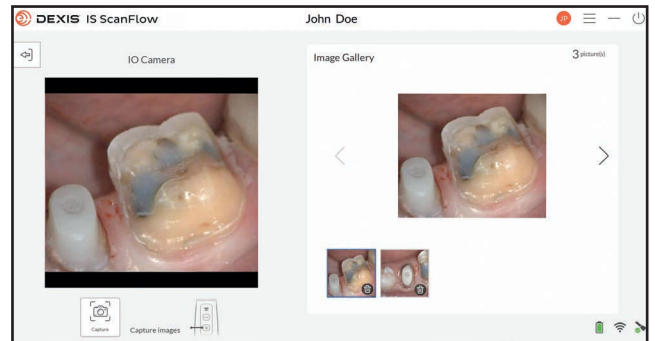 DEXIS IS ScanFlow
John Doe
JP
IO Camera
Image Gallery
3 picture(s)
Capture
Capture images